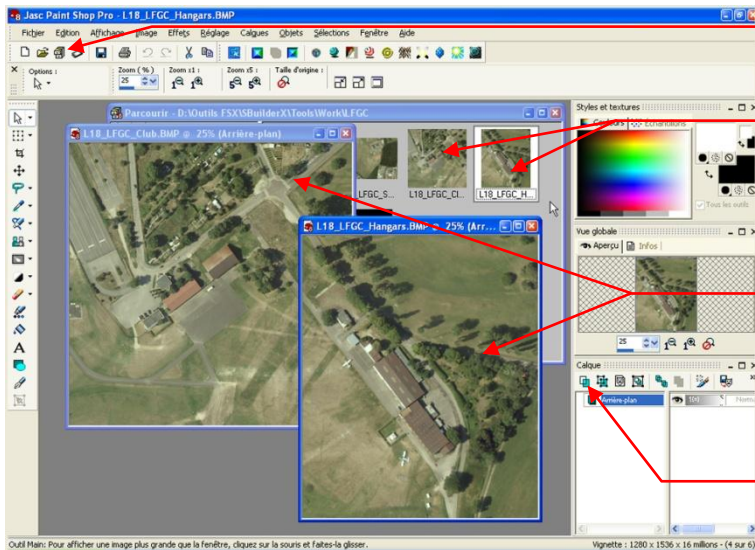 Jasc Paint Shop Pro - L18_LFGC_Hangars.BMP
Fichier Edition Affichage Image Effets Réglage Calques Objets Sélections Fenêtre Aide
Options : Zoom (%) Zoom x1 : Zoom x5 : Taille d'origine :
25
Parcourir - D:\Outils FSX\SBuilderX\Tools\Work\LFGC
L18_LFGC_Club.BMP @ 25% (Arrière-plan)
LFGC_S... L18_LFGC_Cl... L18_LFGC_H...
L18_LFGC_Hangars.BMP @ 25% (Arr...
Styles et textures
Couleurs Echantillons
Tous les outils
Vue globale
Aperçu Infos
25
Calque
Arrière-plan 100 Norma
Outil Main: Pour afficher une image plus grande que la fenêtre, cliquez sur la souris et faites-la glisser.
Vignette : 1280 x 1536 x 16 millions - (4 sur 6)